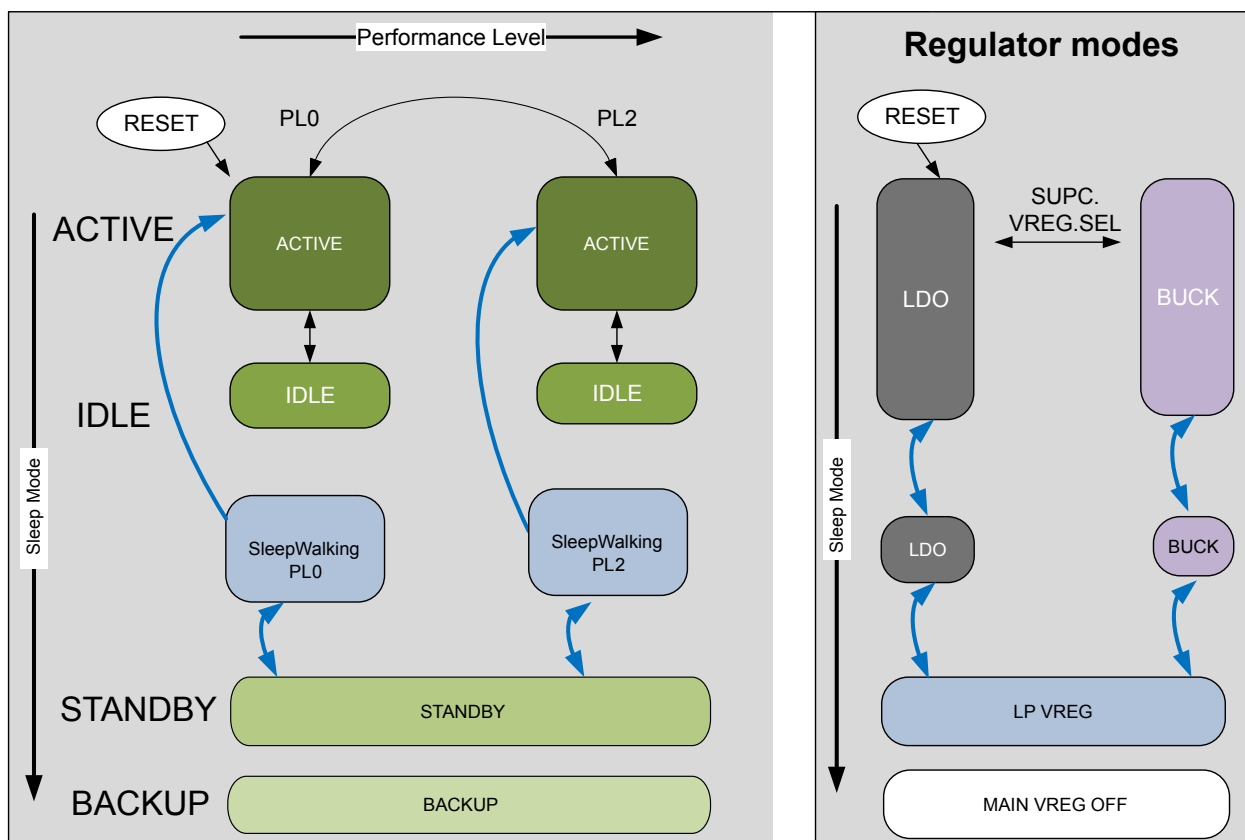 Performance Level
RESET
PL0
PL2
ACTIVE
ACTIVE
ACTIVE
IDLE
IDLE
IDLE
Sleep Mode
SleepWalking
PL0
SleepWalking
PL2
STANDBY
STANDBY
BACKUP
BACKUP
Regulator modes
RESET
SUPC.
VREG.SEL
LDO
BUCK
Sleep Mode
LDO
BUCK
LP VREG
MAIN VREG OFF